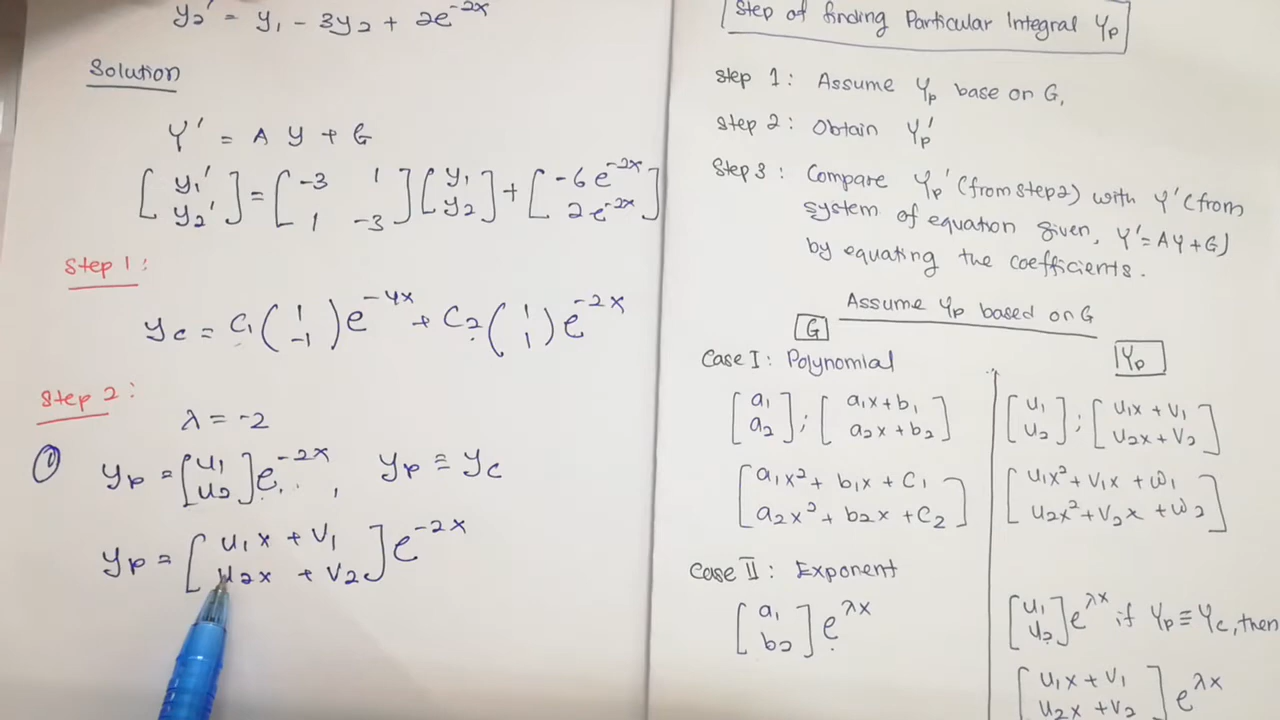 y₂' = y₁ - 3y₂ + 2e^-2x
Solution
Y' = A Y + G
[y₁' y₂'] = [-3 1 1 -3] [y₁ y₂] + [-6e^-2x 2e^-2x]
Step 1:
yc = C₁ (1 -1) e^-4x + C₂ (1 1) e^-2x
Step 2:
λ = -2
① yp = [u₁ u₂] e^-2x , yp ≡ yc
yp = [u₁x + v₁ u₂x + v₂] e^-2x
Step of finding Particular Integral Yp
Step 1: Assume Yp base on G,
Step 2: Obtain Yp'
Step 3: Compare Yp' (from step 2) with Y' (from
system of equation given, Y' = AY + G)
by equating the coefficients.
Assume Yp based on G
G
Yp
Case I: Polynomial
[a₁ a₂] ; [a₁x + b₁ a₂x + b₂] [u₁ u₂] ; [u₁x + v₁ u₂x + v₂]
[a₁x² + b₁x + c₁ a₂x² + b₂x + c₂] [u₁x² + v₁x + w₁ u₂x² + v₂x + w₂]
Case II: Exponent
[a₁ b₂] e^λx [u₁ u₂] e^λx if Yp ≡ Yc, then
[u₁x + v₁ u₂x + v₂] e^λx